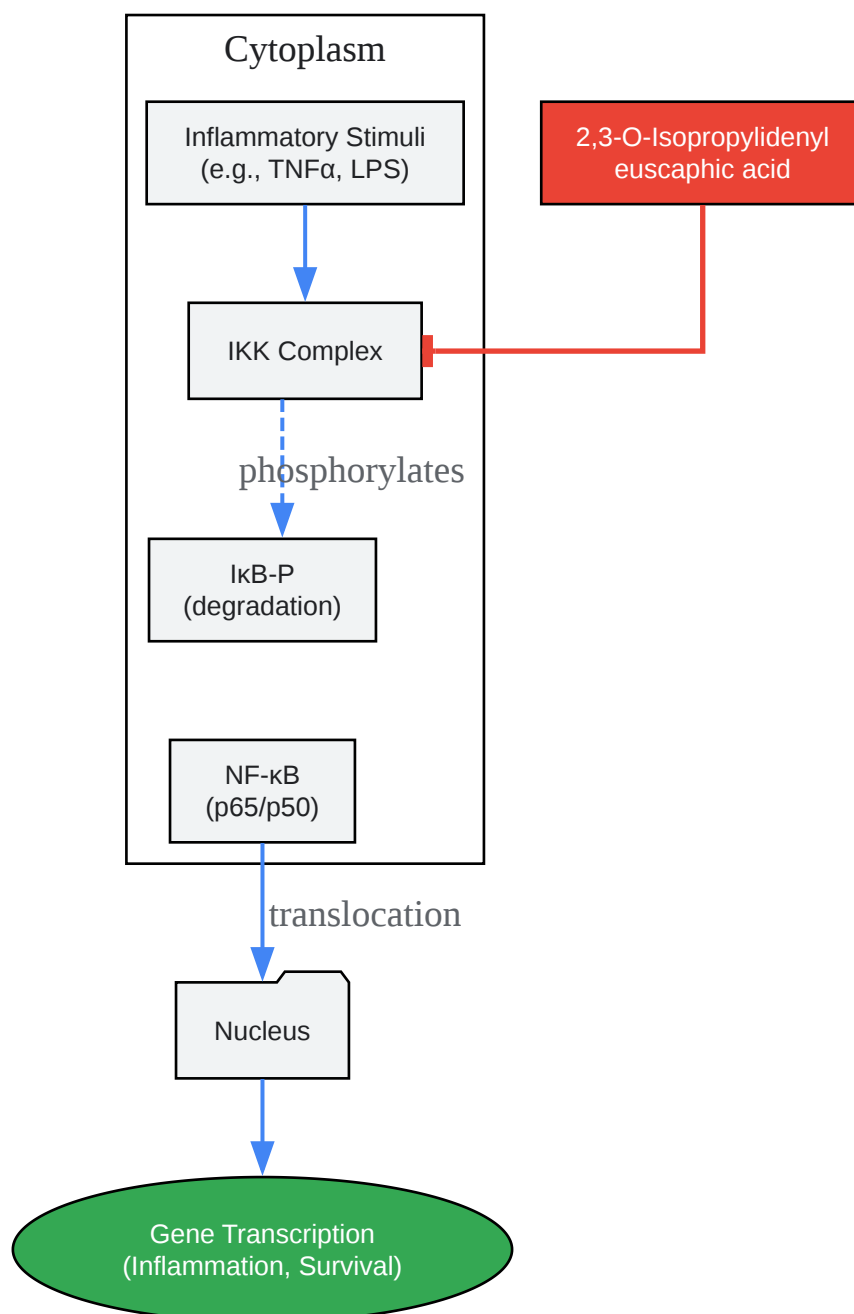 Cytoplasm
Inflammatory Stimuli
(e.g., TNFα, LPS)
2,3-O-Isopropylidenyl
euscaphic acid
IKK Complex
phosphorylates
IκB-P
(degradation)
NF-κB
(p65/p50)
translocation
Nucleus
Gene Transcription
(Inflammation, Survival)